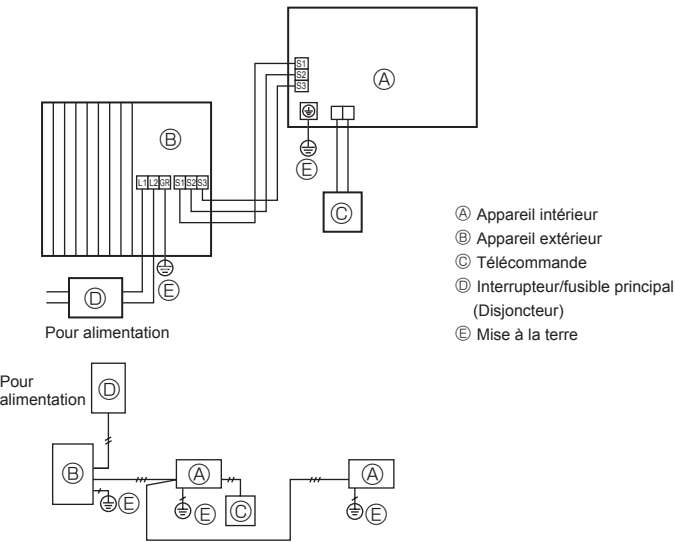 S1
S2
S3
Ⓐ
Ⓑ
L1 L2 GR S1 S2 S3
Ⓔ
Ⓒ
Ⓔ
Ⓓ
Pour alimentation
Ⓐ Appareil intérieur
Ⓑ Appareil extérieur
Ⓒ Télécommande
Ⓓ Interrupteur/fusible principal
(Disjoncteur)
Ⓔ Mise à la terre
Pour
alimentation
Ⓓ
Ⓑ
Ⓐ
Ⓐ
Ⓔ
Ⓔ
Ⓒ
Ⓔ